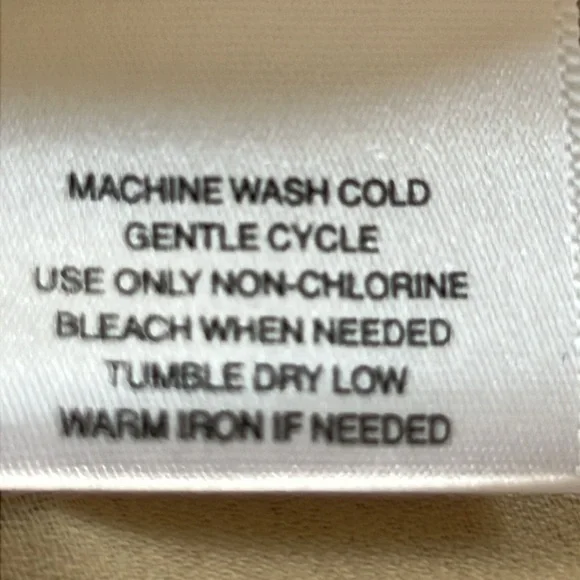 MACHINE WASH COLD
GENTLE CYCLE
USE ONLY NON-CHLORINE
BLEACH WHEN NEEDED
TUMBLE DRY LOW
WARM IRON IF NEEDED